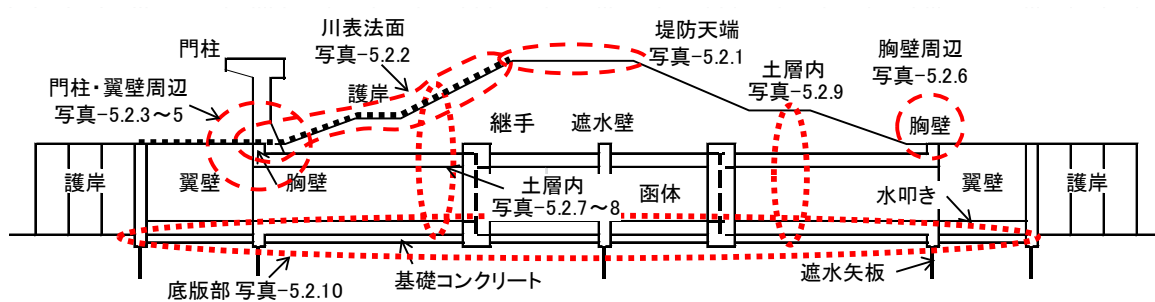 門柱
川表法面
写真-5.2.2
堤防天端
写真-5.2.1
胸壁周辺
写真-5.2.6
門柱・翼壁周辺
写真-5.2.3～5
護岸
土層内
写真-5.2.9
継手
遮水壁
胸壁
護岸
翼壁
胸壁
土層内
写真-5.2.7～8
函体
水叩き
翼壁
護岸
底版部 写真-5.2.10
基礎コンクリート
遮水矢板